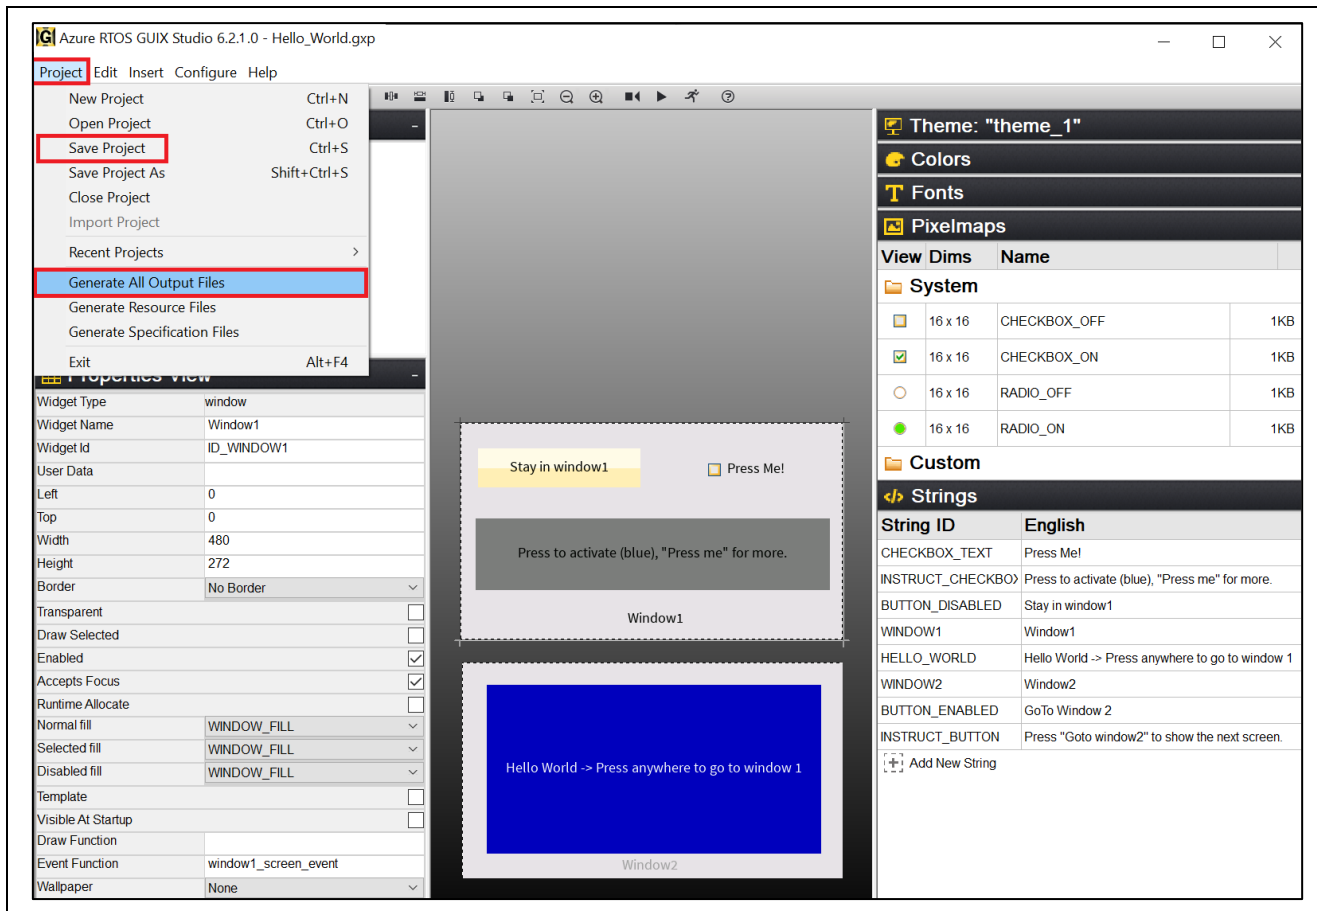 Azure RTOS GUIX Studio 6.2.1.0 - Hello_World.gxp
Project Edit Insert Configure Help
New Project Ctrl+N
Open Project Ctrl+O
Save Project Ctrl+S
Save Project As Shift+Ctrl+S
Close Project
Import Project
Recent Projects
Generate All Output Files
Generate Resource Files
Generate Specification Files
Exit Alt+F4
Properties View
Widget Type window
Widget Name Window1
Widget Id ID_WINDOW1
User Data
Left 0
Top 0
Width 480
Height 272
Border No Border
Transparent
Draw Selected
Enabled
Accepts Focus
Runtime Allocate
Normal fill WINDOW_FILL
Selected fill WINDOW_FILL
Disabled fill WINDOW_FILL
Template
Visible At Startup
Draw Function
Event Function window1_screen_event
Wallpaper None
Stay in window1 Press Me!
Press to activate (blue), "Press me" for more.
Window1
Hello World -> Press anywhere to go to window 1
Window2
Theme: "theme_1"
Colors
Fonts
Pixelmaps
View Dims Name
System
16 x 16 CHECKBOX_OFF 1KB
16 x 16 CHECKBOX_ON 1KB
16 x 16 RADIO_OFF 1KB
16 x 16 RADIO_ON 1KB
Custom
Strings
String ID English
CHECKBOX_TEXT Press Me!
INSTRUCT_CHECKBO Press to activate (blue), "Press me" for more.
BUTTON_DISABLED Stay in window1
WINDOW1 Window1
HELLO_WORLD Hello World -> Press anywhere to go to window 1
WINDOW2 Window2
BUTTON_ENABLED GoTo Window 2
INSTRUCT_BUTTON Press "Goto window2" to show the next screen.
Add New String